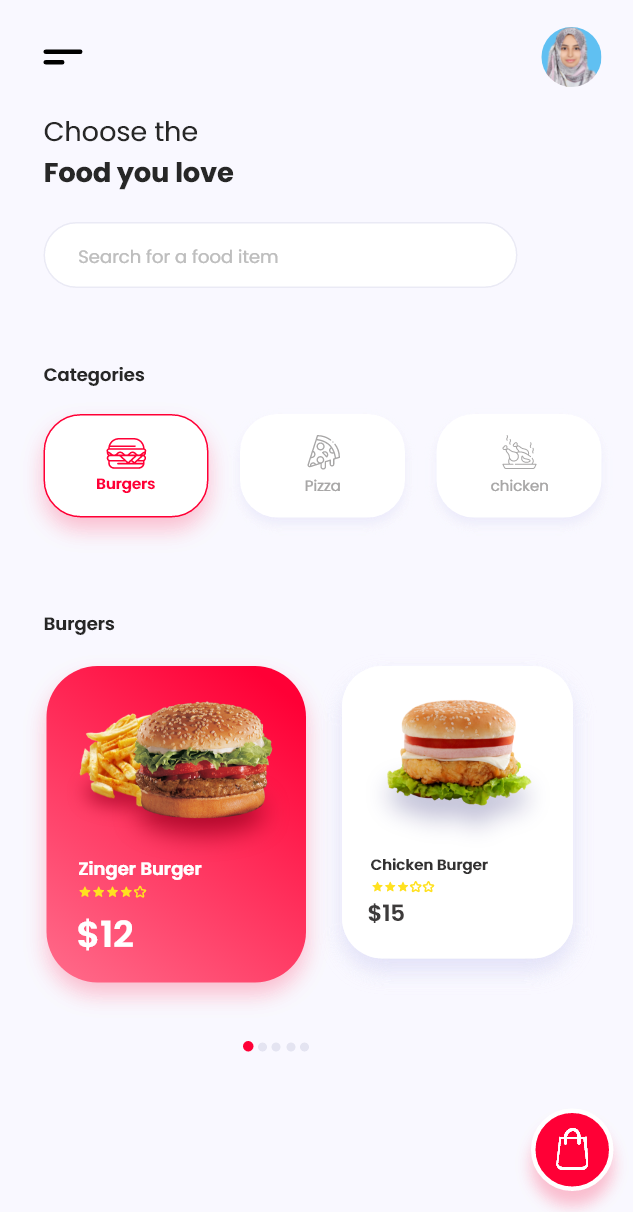 Choose the
Food you love
Search for a food item
Categories
Burgers
Pizza
chicken
Burgers
Zinger Burger
$12
Chicken Burger
$15